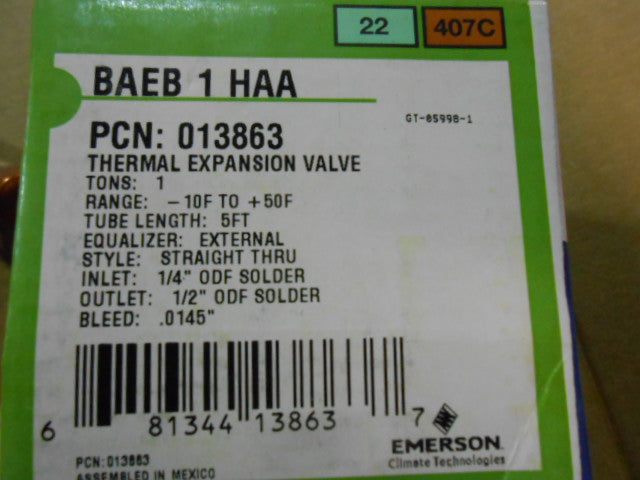 22 407C
BAEB 1 HAA
GT-05998-1
PCN: 013863
THERMAL EXPANSION VALVE
TONS: 1
RANGE: -10F TO +50F
TUBE LENGTH: 5FT
EQUALIZER: EXTERNAL
STYLE: STRAIGHT THRU
INLET: 1/4" ODF SOLDER
OUTLET: 1/2" ODF SOLDER
BLEED: .0145"
6 81344 13863 7
EMERSON
Climate Technologies
PCN:013863
ASSEMBLED IN MEXICO